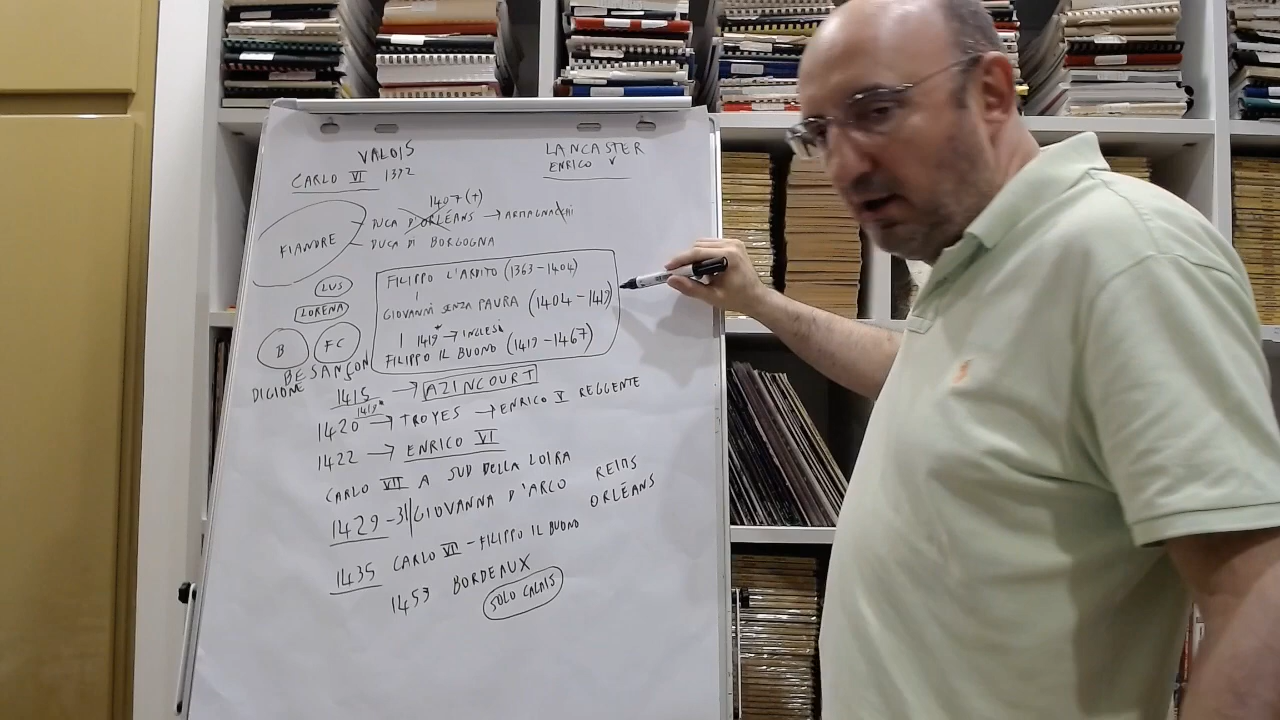 VALOIS
LANCASTER
ENRICO V
CARLO VI 1392
1407 (+)
DUCA D'ORLÉANS → ARMAGNACHI
FIANDRE
DUCA DI BORGOGNA
FILIPPO L'ARDITO (1363-1404)
LUS
LORENA
GIOVANNI SENZA PAURA (1404-1419)
1419* → INGLESI
B
FC
FILIPPO IL BUONO (1419-1467)
BESANÇON
DIGIONE
1415 → AZINCOURT
1419*
1420 → TROYES → ENRICO V REGGENTE
1422 → ENRICO VI
CARLO VII A SUD DELLA LOIRA
REIMS
1429-31 GIOVANNA D'ARCO
ORLÉANS
1435 CARLO VII - FILIPPO IL BUONO
1453 BORDEAUX
SOLO CALAIS